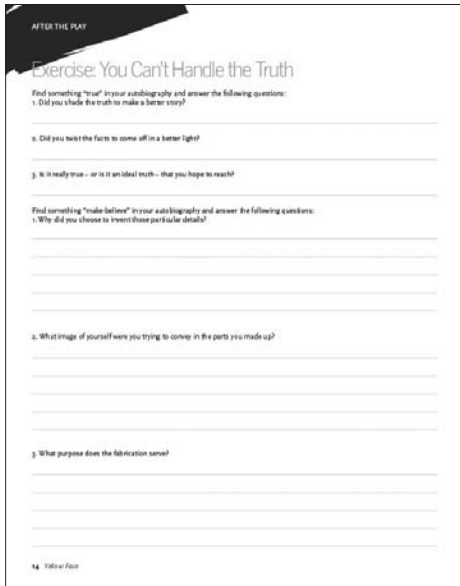 AFTER THE PLAY
Exercise: You Can't Handle the Truth
Find something "true" in your autobiography and answer the following questions:
1. Did you shade the truth to make a better story?
2. Did you twist the facts to come off in a better light?
3. Is it really true – or is it an ideal truth – that you hope to reach?
Find something "make-believe" in your autobiography and answer the following questions:
1. Why did you choose to invent those particular details?
2. What image of yourself were you trying to convey in the parts you made up?
3. What purpose does the fabrication serve?
14 Yellow Face